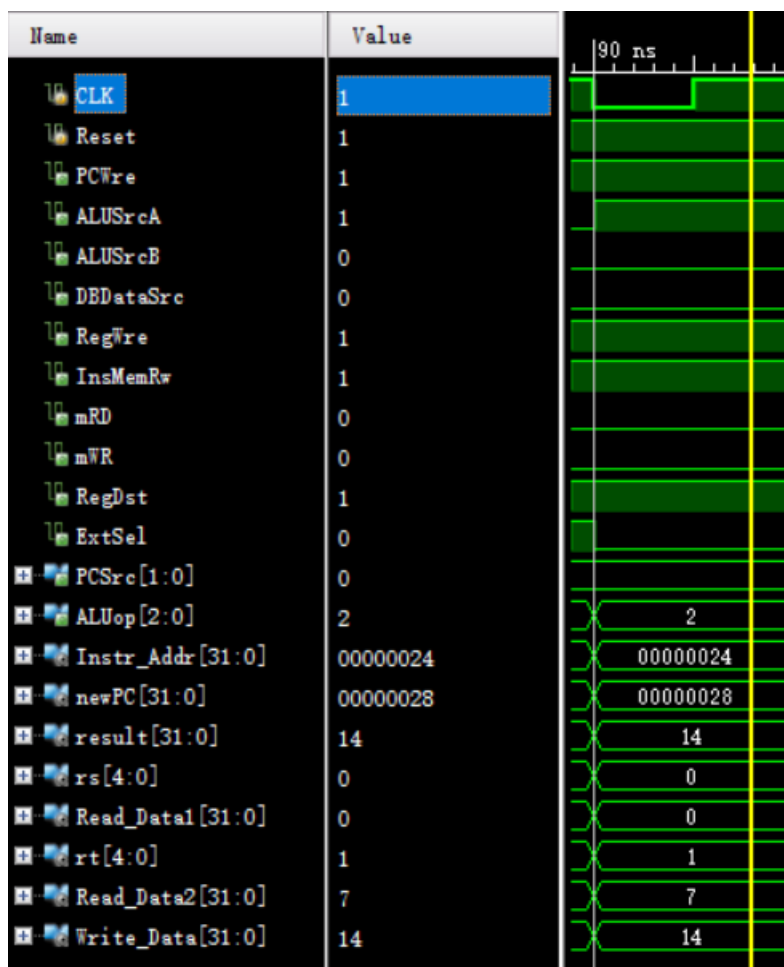 Name Value
90 ns
CLK 1
Reset 1
PCWre 1
ALUSrcA 1
ALUSrcB 0
DBDataSrc 0
RegWre 1
InsMemRw 1
mRD 0
mWR 0
RegDst 1
ExtSel 0
PCSrc[1:0] 0
ALUop[2:0] 2 2
Instr_Addr[31:0] 00000024 00000024
newPC[31:0] 00000028 00000028
result[31:0] 14 14
rs[4:0] 0 0
Read_Data1[31:0] 0 0
rt[4:0] 1 1
Read_Data2[31:0] 7 7
Write_Data[31:0] 14 14